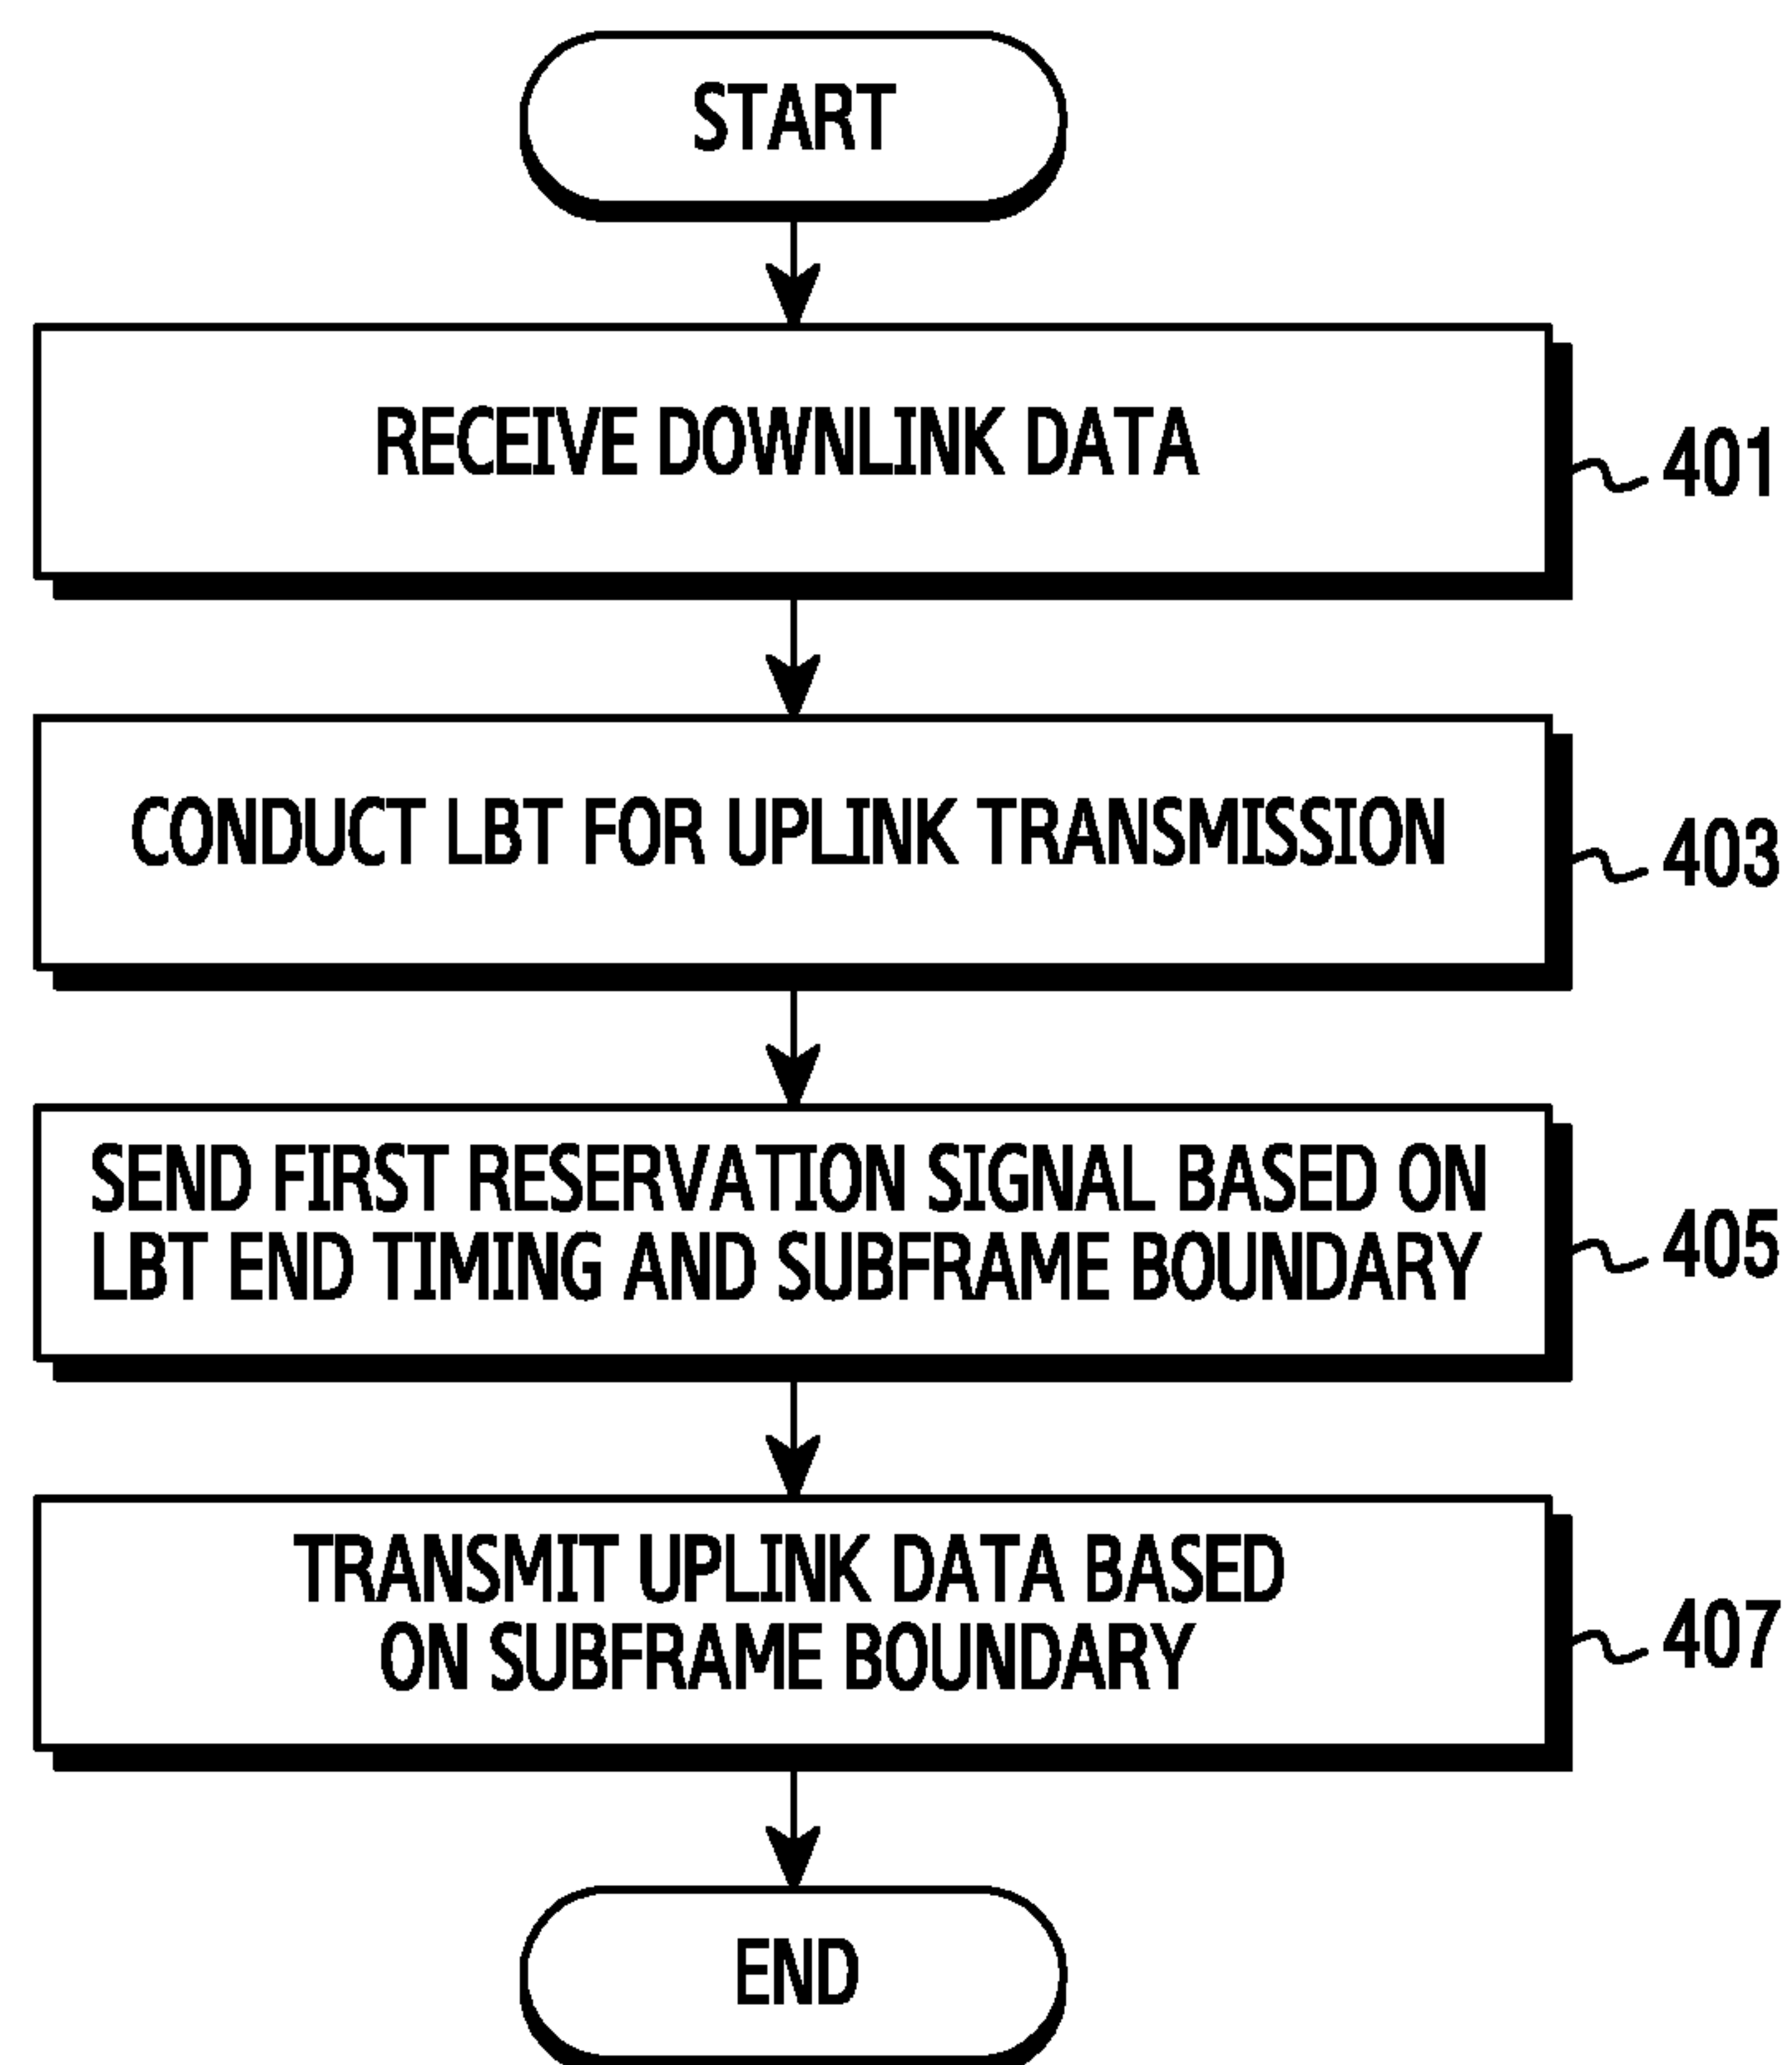 START
RECEIVE DOWNLINK DATA
401
CONDUCT LBT FOR UPLINK TRANSMISSION
403
SEND FIRST RESERVATION SIGNAL BASED ON
LBT END TIMING AND SUBFRAME BOUNDARY
405
TRANSMIT UPLINK DATA BASED
ON SUBFRAME BOUNDARY
407
END